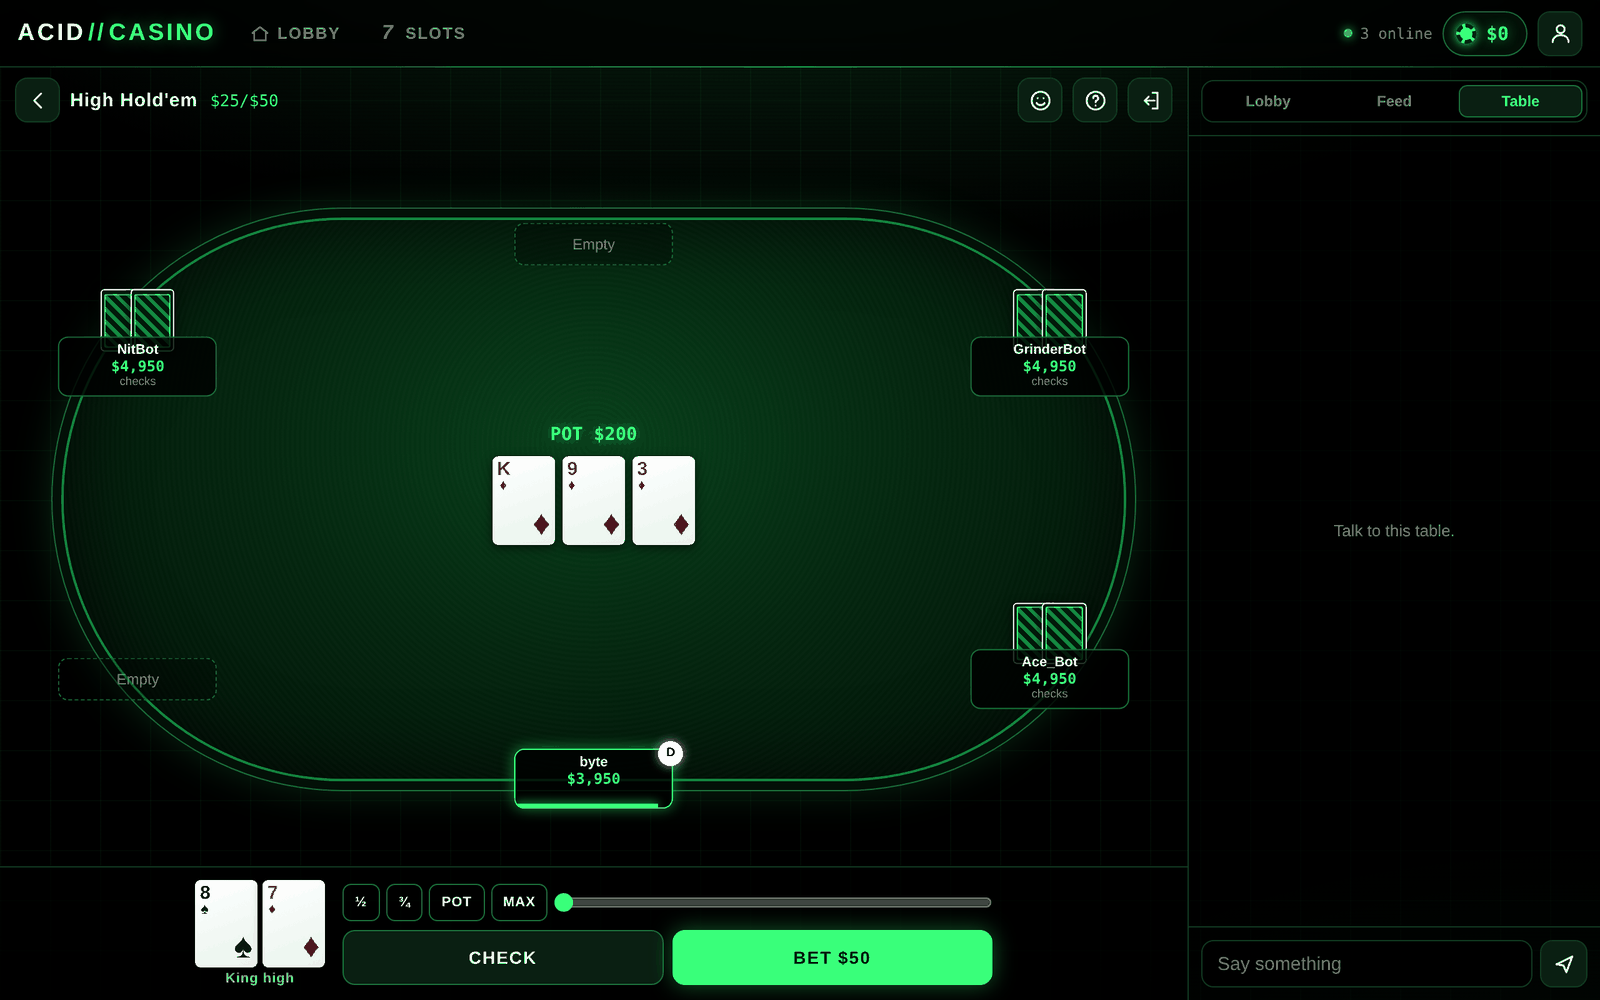 ACID//CASINO
LOBBY
7 SLOTS
3 online
$0
High Hold'em $25/$50
Lobby
Feed
Table
Empty
NitBot
$4,950
checks
GrinderBot
$4,950
checks
POT $200
K
9
3
Talk to this table.
Empty
Ace_Bot
$4,950
checks
D
byte
$3,950
8
7
King high
½
¾
POT
MAX
CHECK
BET $50
Say something